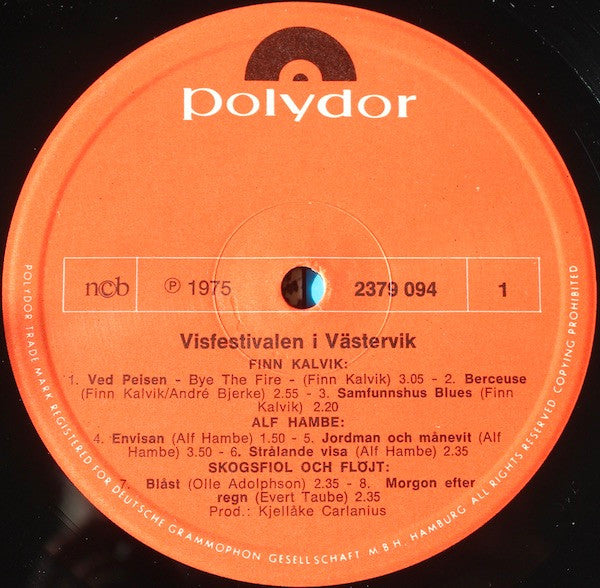 polydor
ncb ℗ 1975 2379 094 1
Visfestivalen i Västervik
FINN KALVIK:
1. Ved Peisen - Bye The Fire - (Finn Kalvik) 3.05 - 2. Berceuse
(Finn Kalvik/André Bjerke) 2.55 - 3. Samfunnshus Blues (Finn
Kalvik) 2.20
ALF HAMBE:
4. Envisan (Alf Hambe) 1.50 - 5. Jordman och månevit (Alf
Hambe) 3.50 - 6. Strålande visa (Alf Hambe) 2.35
SKOGSFIOL OCH FLÖJT:
7. Blåst (Olle Adolphson) 2.35 - 8. Morgon efter
regn (Evert Taube) 2.35
Prod.: Kjellåke Carlanius
POLYDOR TRADE MARK REGISTERED FOR DEUTSCHE GRAMMOPHON GESELLSCHAFT M.B.H. HAMBURG ALL RIGHTS RESERVED. COPYING PROHIBITED